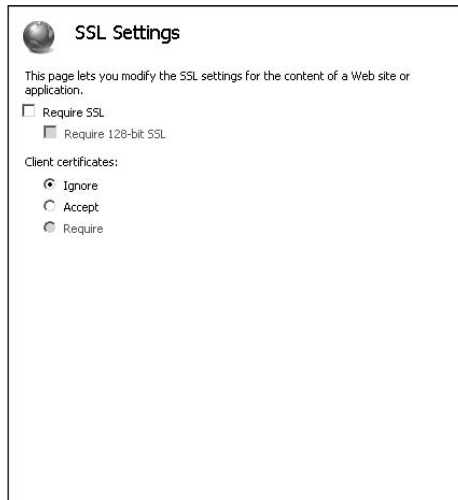 SSL Settings
This page lets you modify the SSL settings for the content of a Web site or
application.
Require SSL
Require 128-bit SSL
Client certificates:
Ignore
Accept
Require